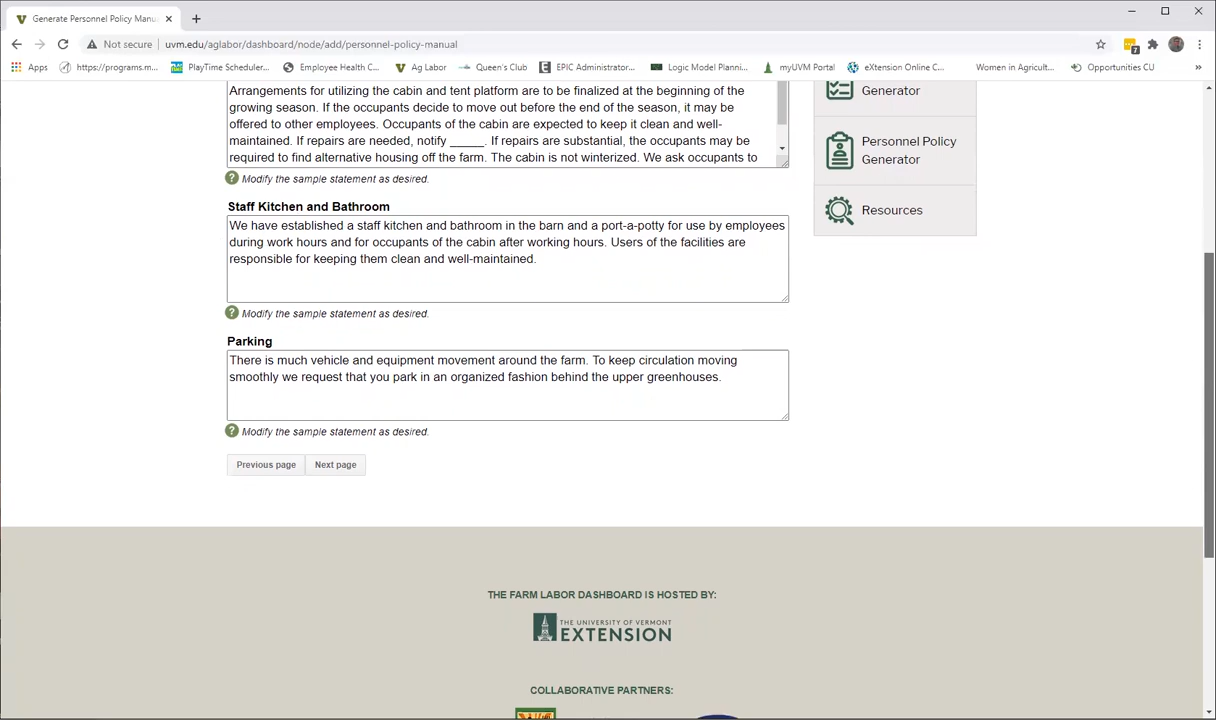 Generate Personnel Policy Manu
Not secure
uvm.edu/aglabor/dashboard/node/add/personnel-policy-manual
7
Apps
https://programs.m...
PlayTime Scheduler...
Employee Health C...
Ag Labor
Queen's Club
EPIC Administrator...
Logic Model Planni...
myUVM Portal
eXtension Online C...
Women in Agricult...
Opportunities CU
»
Arrangements for utilizing the cabin and tent platform are to be finalized at the beginning of the
growing season. If the occupants decide to move out before the end of the season, it may be
offered to other employees. Occupants of the cabin are expected to keep it clean and well-
maintained. If repairs are needed, notify _____. If repairs are substantial, the occupants may be
required to find alternative housing off the farm. The cabin is not winterized. We ask occupants to
? Modify the sample statement as desired.
Staff Kitchen and Bathroom
We have established a staff kitchen and bathroom in the barn and a port-a-potty for use by employees
during work hours and for occupants of the cabin after working hours. Users of the facilities are
responsible for keeping them clean and well-maintained.
? Modify the sample statement as desired.
Parking
There is much vehicle and equipment movement around the farm. To keep circulation moving
smoothly we request that you park in an organized fashion behind the upper greenhouses.
? Modify the sample statement as desired.
Previous page
Next page
Generator
Personnel Policy
Generator
Resources
THE FARM LABOR DASHBOARD IS HOSTED BY:
THE UNIVERSITY OF VERMONT
EXTENSION
COLLABORATIVE PARTNERS: